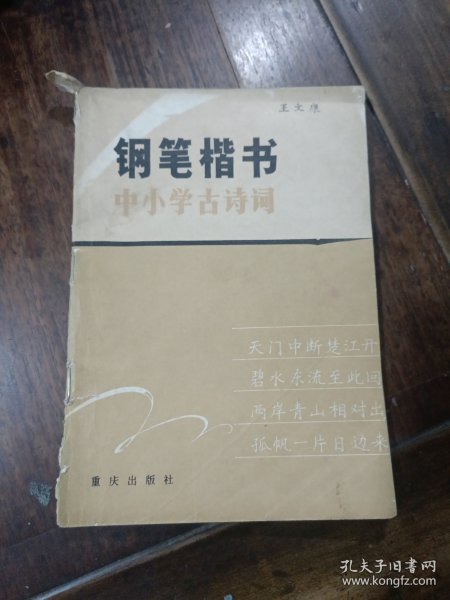 王文雍
钢笔楷书
中小学古诗词
天门中断楚江开
碧水东流至此回
两岸青山相对出
孤帆一片日边来
重庆出版社
孔夫子旧书网
www.kongfz.com